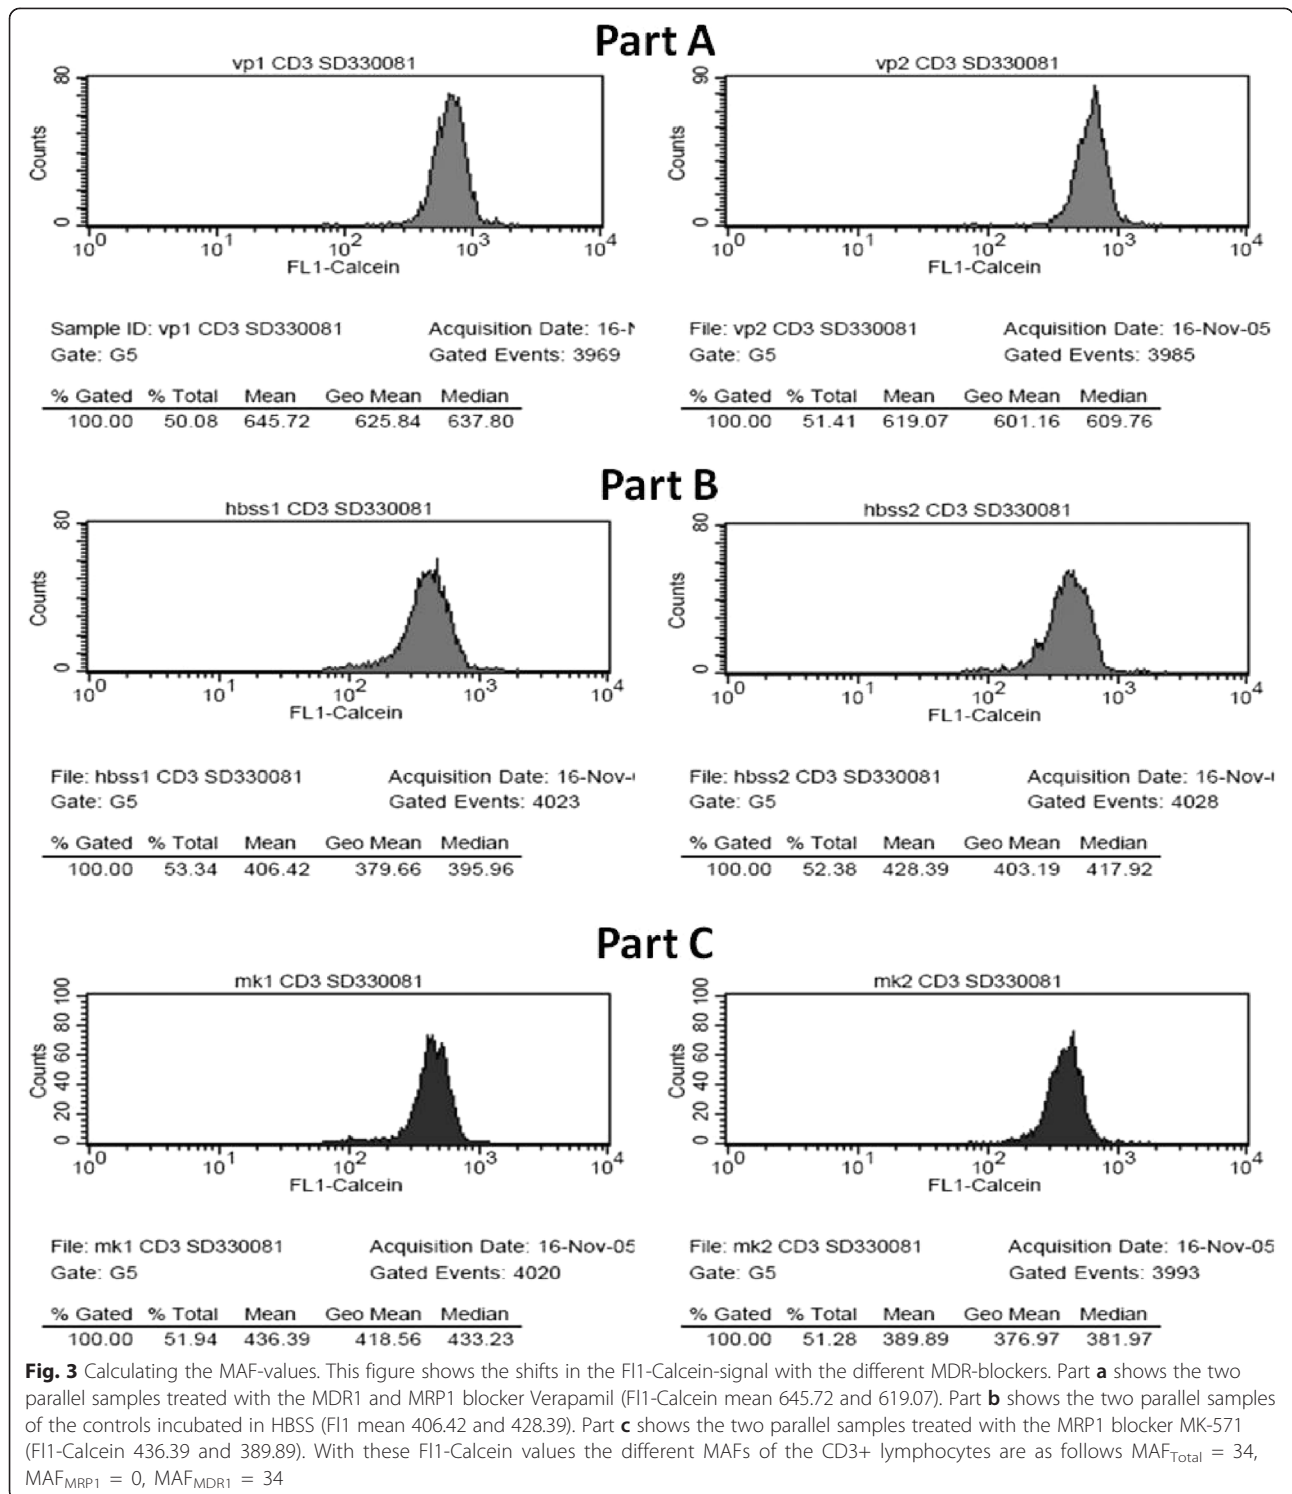 Part A
vp1 CD3 SD330081
80
Counts
0
10^0 10^1 10^2 10^3 10^4
FL1-Calcein
vp2 CD3 SD330081
90
Counts
0
10^0 10^1 10^2 10^3 10^4
FL1-Calcein
Sample ID: vp1 CD3 SD330081 Acquisition Date: 16-N
Gate: G5 Gated Events: 3969
% Gated % Total Mean Geo Mean Median
100.00 50.08 645.72 625.84 637.80
File: vp2 CD3 SD330081 Acquisition Date: 16-Nov-05
Gate: G5 Gated Events: 3985
% Gated % Total Mean Geo Mean Median
100.00 51.41 619.07 601.16 609.76
Part B
hbss1 CD3 SD330081
80
Counts
0
10^0 10^1 10^2 10^3 10^4
FL1-Calcein
hbss2 CD3 SD330081
80
Counts
0
10^0 10^1 10^2 10^3 10^4
FL1-Calcein
File: hbss1 CD3 SD330081 Acquisition Date: 16-Nov-
Gate: G5 Gated Events: 4023
% Gated % Total Mean Geo Mean Median
100.00 53.34 406.42 379.66 395.96
File: hbss2 CD3 SD330081 Acquisition Date: 16-Nov-
Gate: G5 Gated Events: 4028
% Gated % Total Mean Geo Mean Median
100.00 52.38 428.39 403.19 417.92
Part C
mk1 CD3 SD330081
100
80
60
40
20
0
Counts
10^0 10^1 10^2 10^3 10^4
FL1-Calcein
mk2 CD3 SD330081
100
80
60
40
20
0
Counts
10^0 10^1 10^2 10^3 10^4
FL1-Calcein
File: mk1 CD3 SD330081 Acquisition Date: 16-Nov-05
Gate: G5 Gated Events: 4020
% Gated % Total Mean Geo Mean Median
100.00 51.94 436.39 418.56 433.23
File: mk2 CD3 SD330081 Acquisition Date: 16-Nov-05
Gate: G5 Gated Events: 3993
% Gated % Total Mean Geo Mean Median
100.00 51.28 389.89 376.97 381.97
Fig. 3 Calculating the MAF-values. This figure shows the shifts in the Fl1-Calcein-signal with the different MDR-blockers. Part a shows the two
parallel samples treated with the MDR1 and MRP1 blocker Verapamil (Fl1-Calcein mean 645.72 and 619.07). Part b shows the two parallel samples
of the controls incubated in HBSS (Fl1 mean 406.42 and 428.39). Part c shows the two parallel samples treated with the MRP1 blocker MK-571
(Fl1-Calcein 436.39 and 389.89). With these Fl1-Calcein values the different MAFs of the CD3+ lymphocytes are as follows MAF_Total = 34,
MAF_MRP1 = 0, MAF_MDR1 = 34